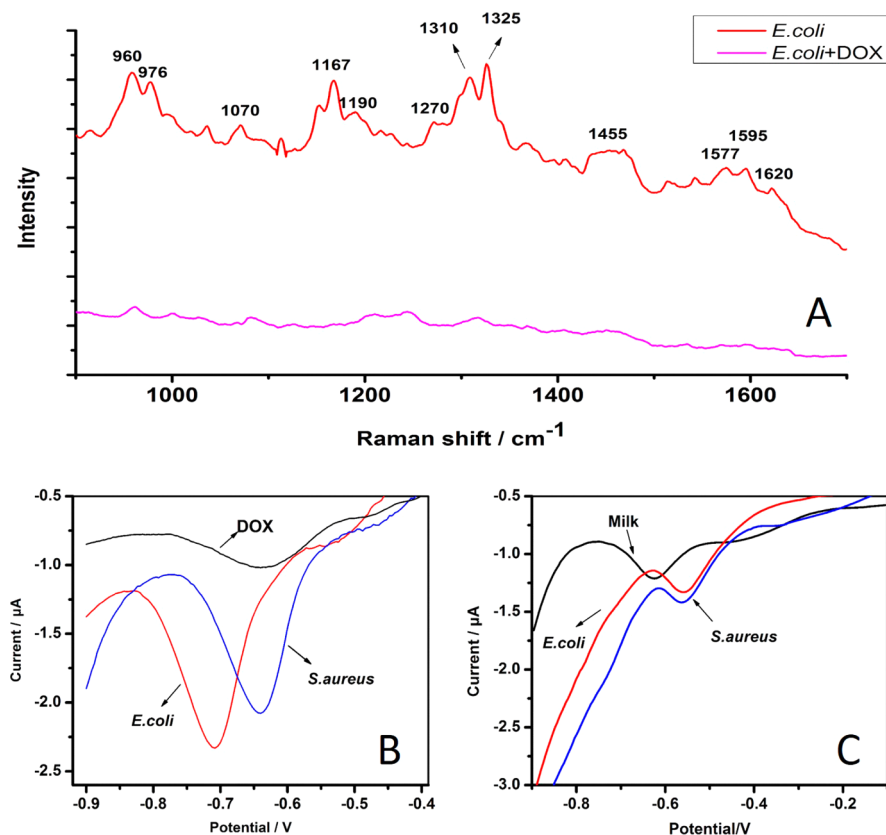 E.coli
E.coli+DOX
960
976
1070
1167
1190
1270
1310
1325
1455
1577
1595
1620
Intensity
A
1000
1200
1400
1600
Raman shift / cm-1
-0.5
-1.0
-1.5
-2.0
-2.5
Current / µA
DOX
E.coli
S.aureus
B
-0.9
-0.8
-0.7
-0.6
-0.5
-0.4
Potential / V
-0.5
-1.0
-1.5
-2.0
-2.5
-3.0
Current / µA
Milk
E.coli
S.aureus
C
-0.8
-0.6
-0.4
-0.2
Potential/V